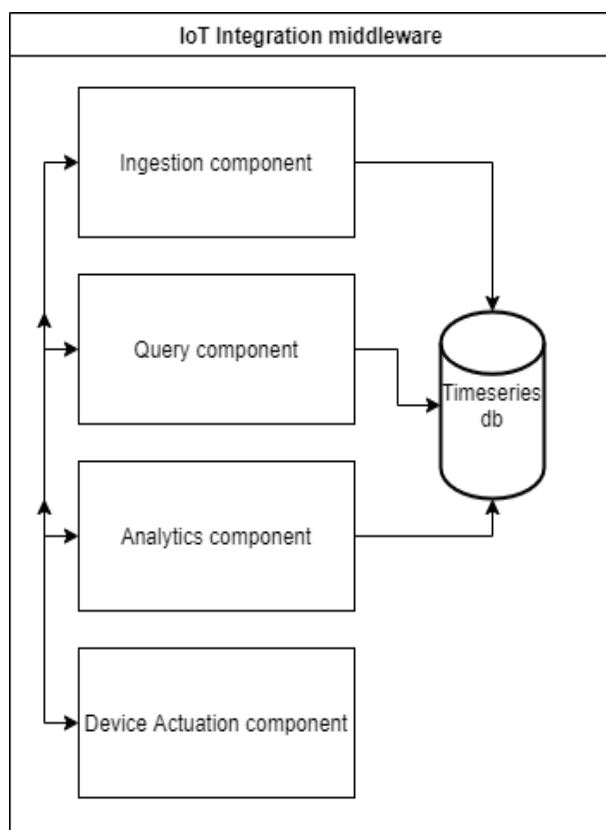 IoT Integration middleware
Ingestion component
Query component
Timeseries
db
Analytics component
Device Actuation component